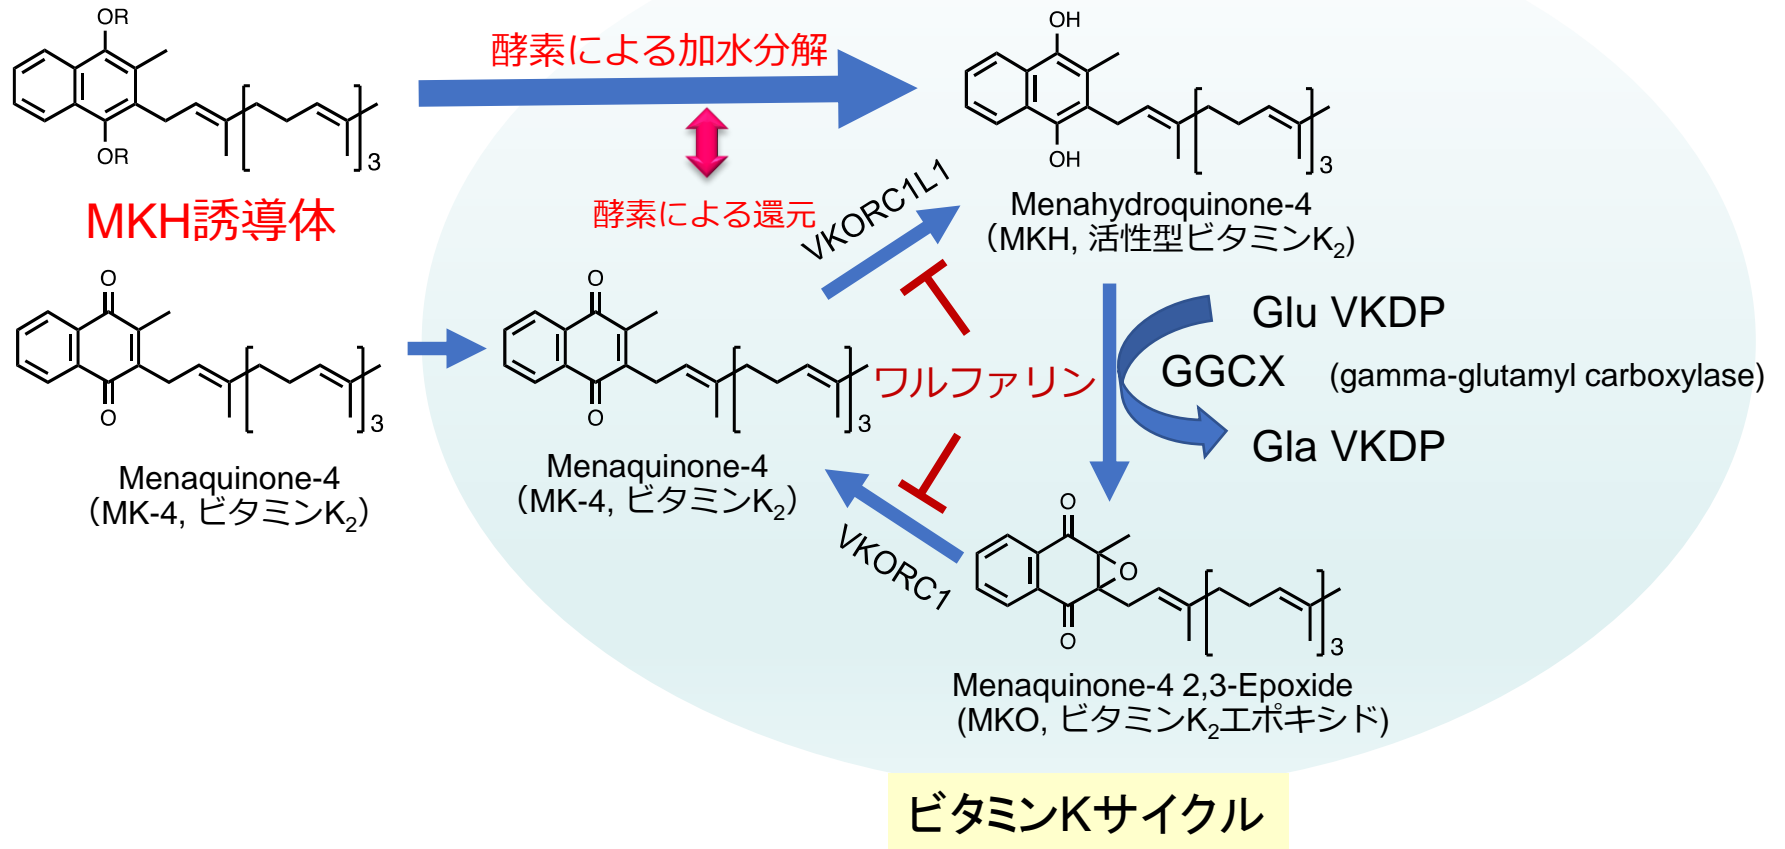 OR
OR
3
MKH誘導体
酵素による加水分解
酵素による還元
VKORC1L1
OH
OH
3
Menahydroquinone-4
（MKH, 活性型ビタミンK2)
O
O
3
Menaquinone-4
（MK-4, ビタミンK2）
O
O
3
Menaquinone-4
（MK-4, ビタミンK2）
ワルファリン
Glu VKDP
GGCX (gamma-glutamyl carboxylase)
Gla VKDP
VKORC1
O
O
O
3
Menaquinone-4 2,3-Epoxide
(MKO, ビタミンK2エポキシド)
ビタミンKサイクル